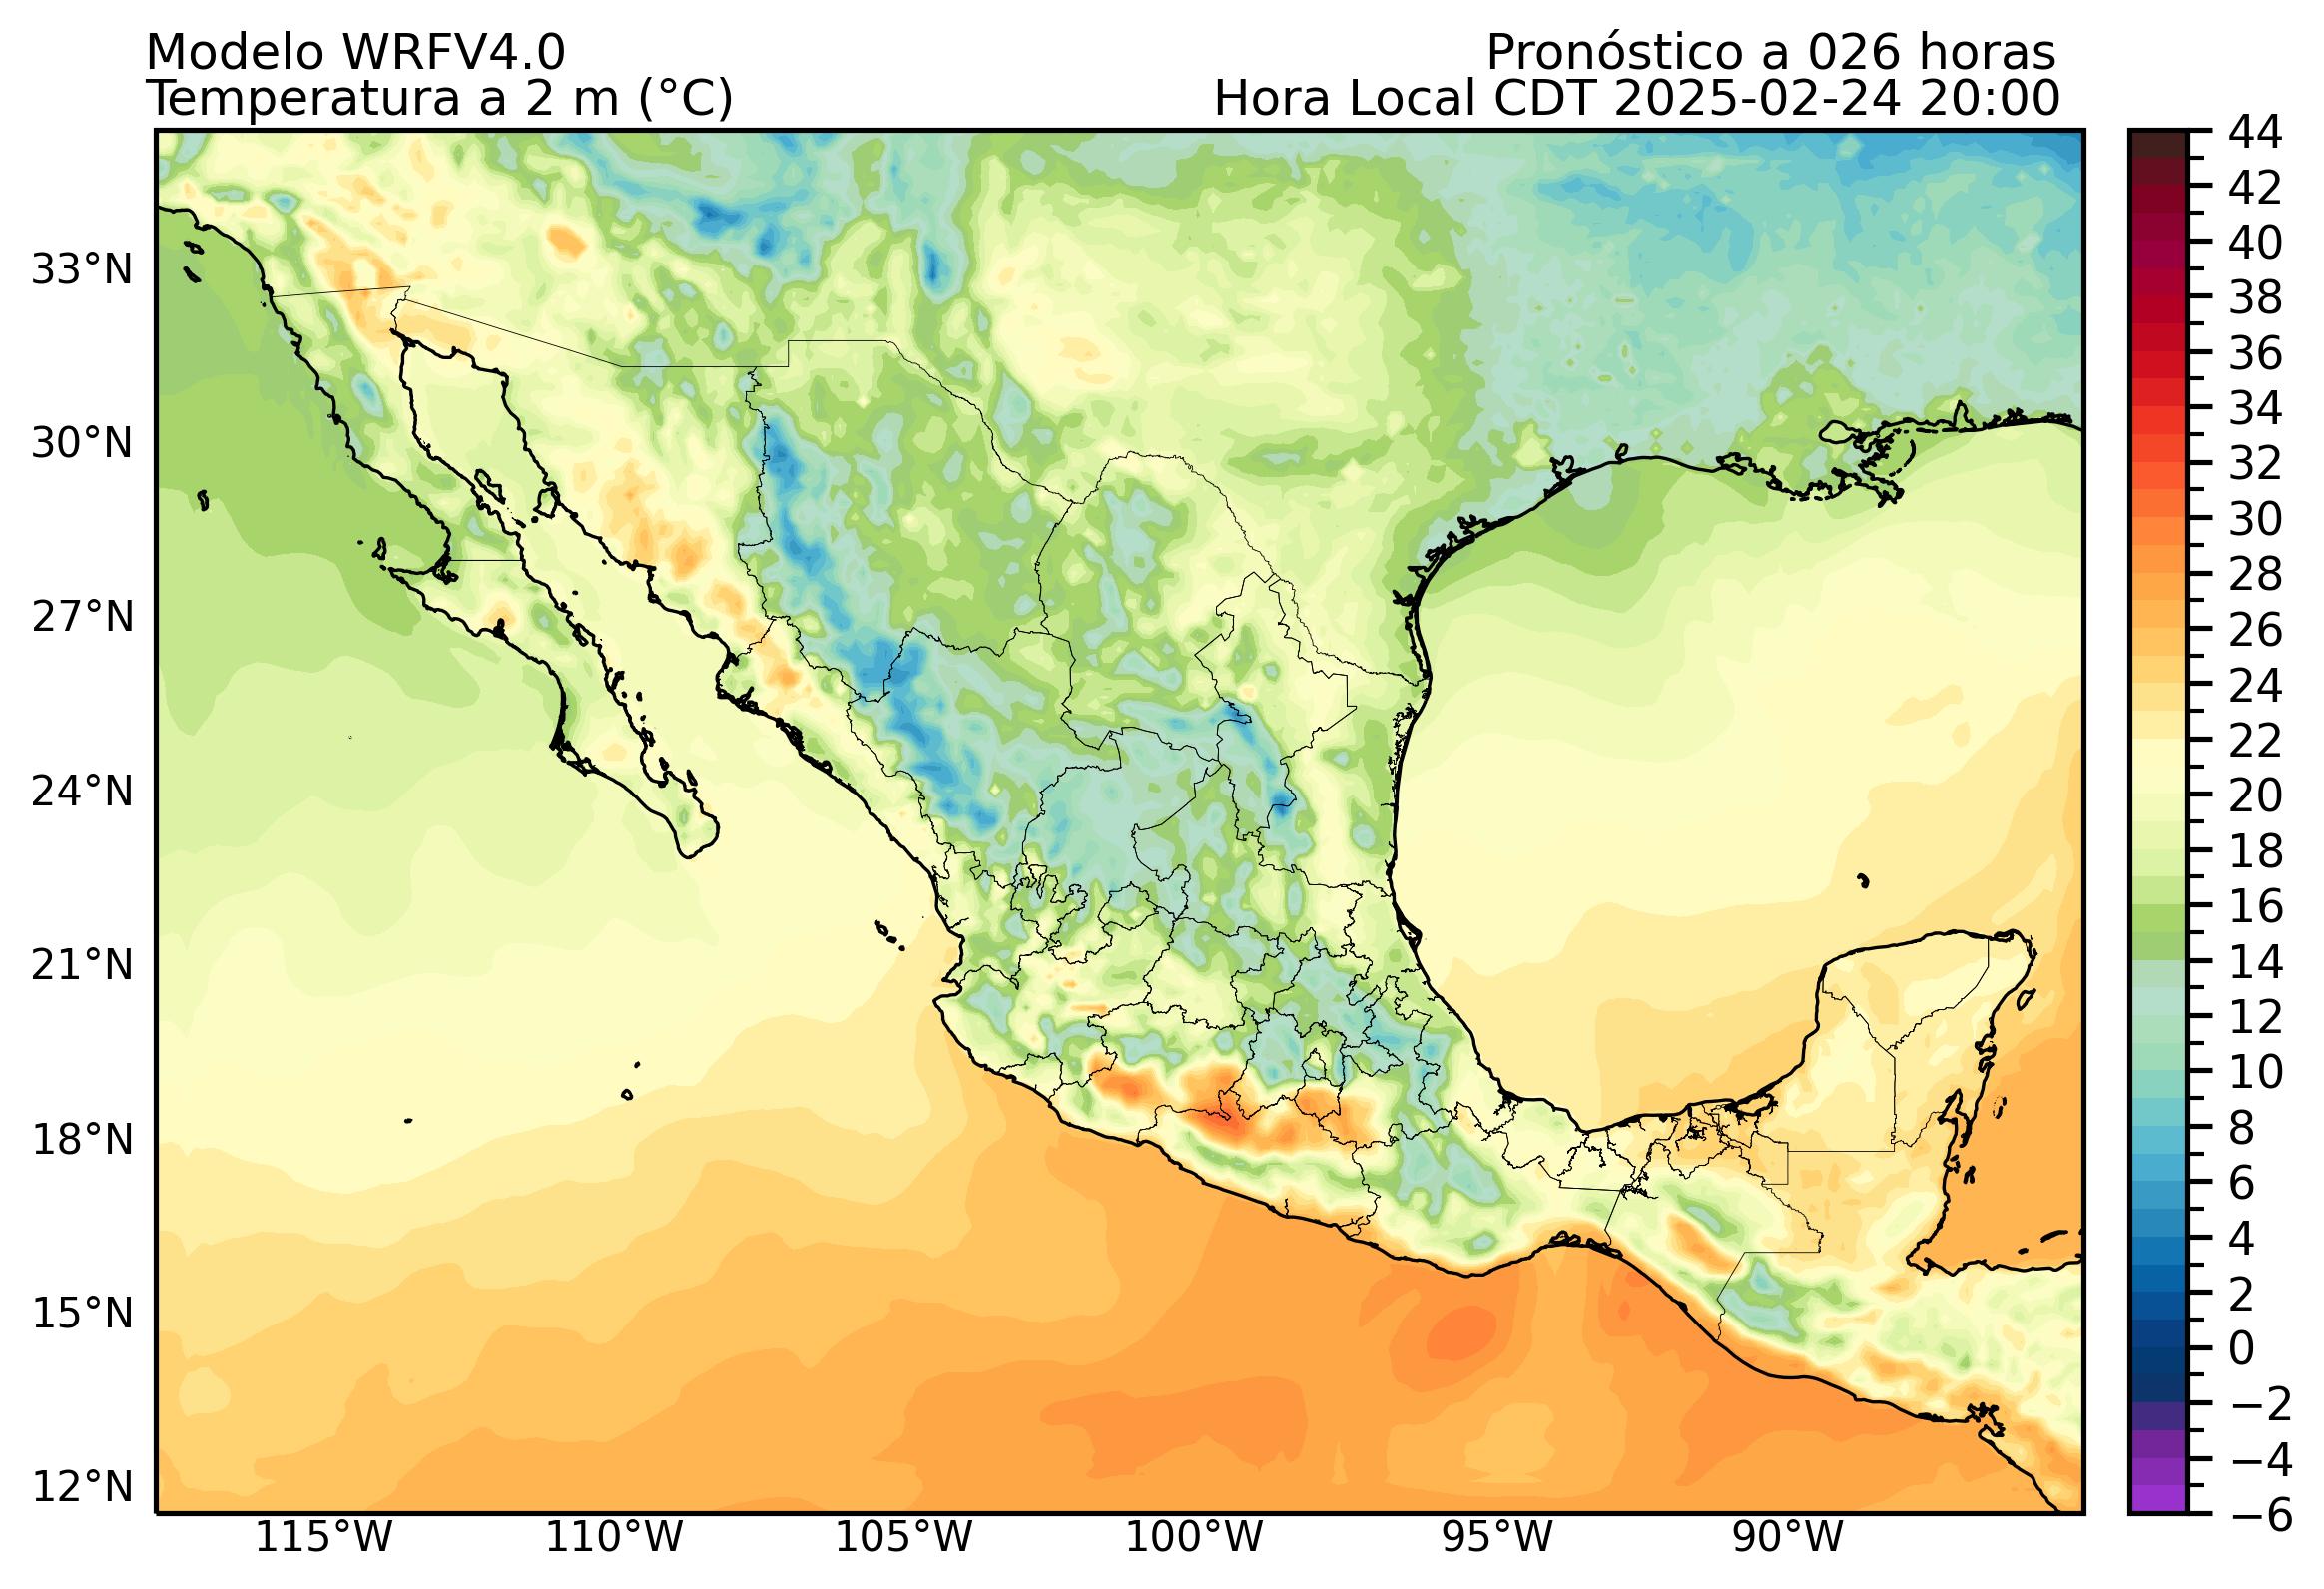 Modelo WRFV4.0
Pronóstico a 026 horas
Temperatura a 2 m (°C)
Hora Local CDT 2025-02-24 20:00
33°N
30°N
27°N
24°N
21°N
18°N
15°N
12°N
115°W
110°W
105°W
100°W
95°W
90°W
44
42
40
38
36
34
32
30
28
26
24
22
20
18
16
14
12
10
8
6
4
2
0
−2
−4
−6